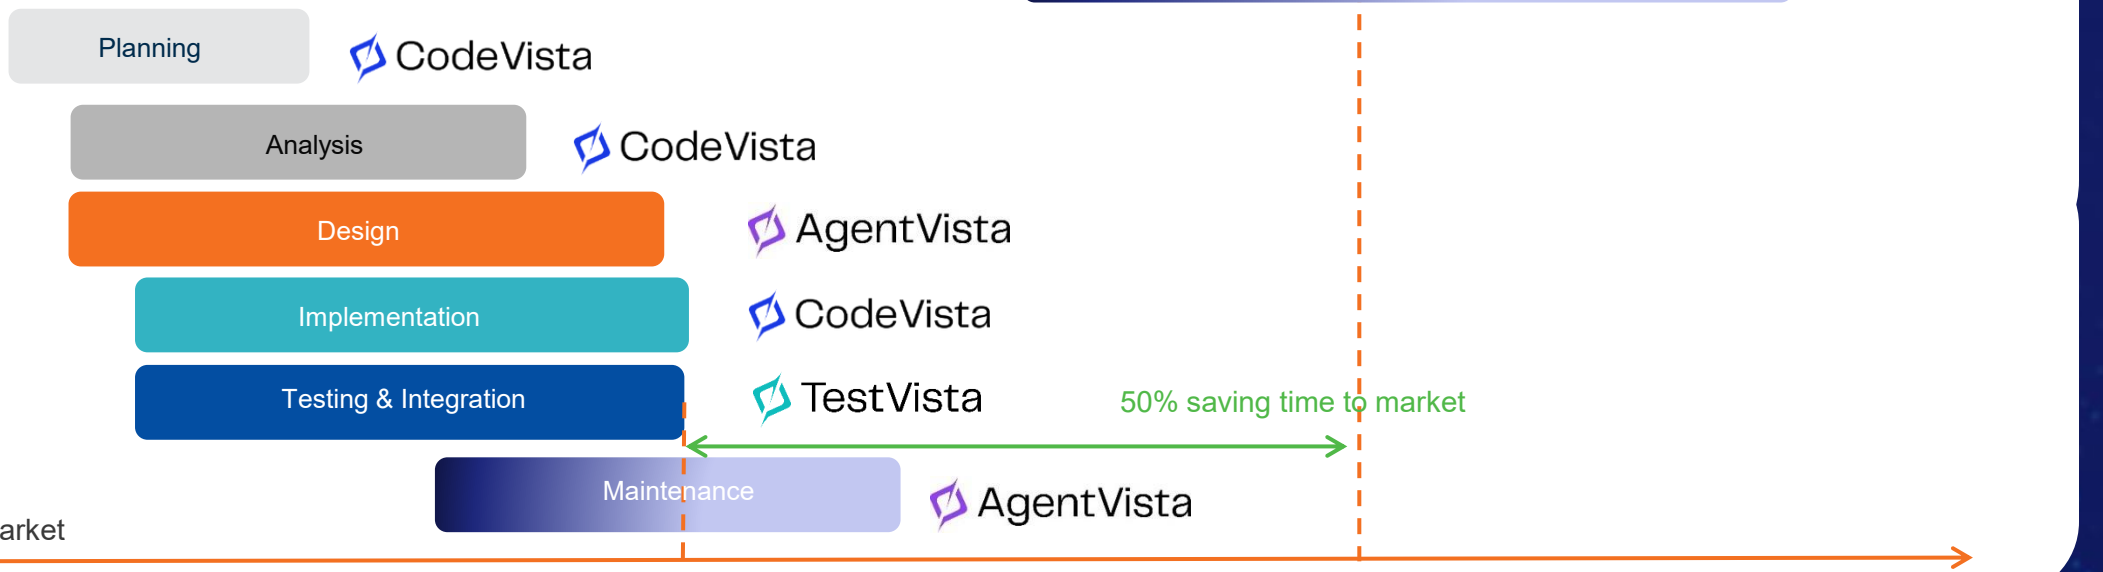 Planning
CodeVista
Analysis
CodeVista
Design
AgentVista
Implementation
CodeVista
Testing & Integration
TestVista
50% saving time to market
Maintenance
AgentVista
arket